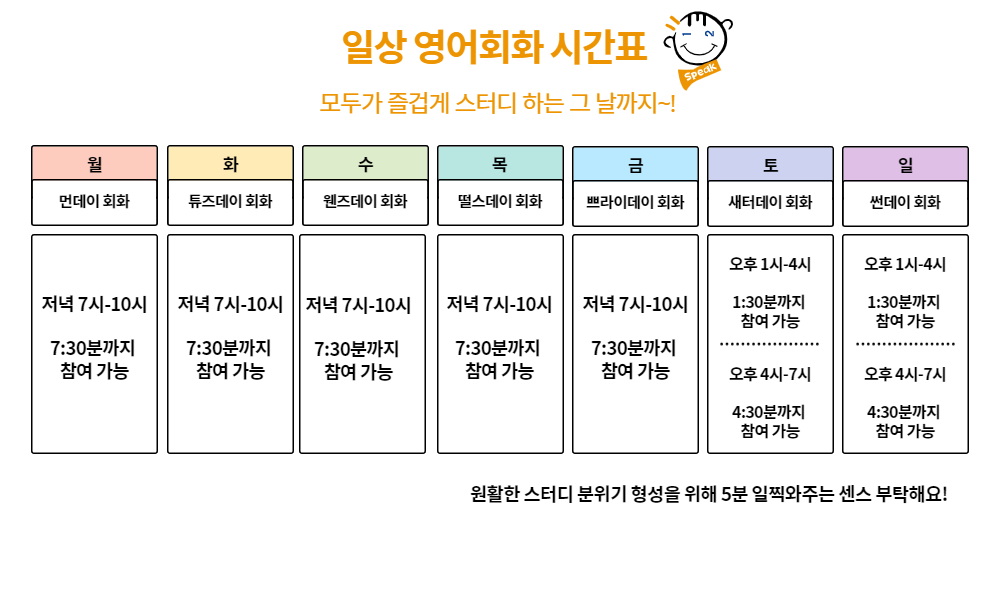 일상 영어회화 시간표
1 2
speak
모두가 즐겁게 스터디 하는 그 날까지~!
월
화
수
목
금
토
일
먼데이 회화
튜즈데이 회화
웬즈데이 회화
떨스데이 회화
쁘라이데이 회화
새터데이 회화
썬데이 회화
저녁 7시-10시
7:30분까지
참여 가능
저녁 7시-10시
7:30분까지
참여 가능
저녁 7시-10시
7:30분까지
참여 가능
저녁 7시-10시
7:30분까지
참여 가능
저녁 7시-10시
7:30분까지
참여 가능
오후 1시-4시
1:30분까지
참여 가능
오후 4시-7시
4:30분까지
참여 가능
오후 1시-4시
1:30분까지
참여 가능
오후 4시-7시
4:30분까지
참여 가능
원활한 스터디 분위기 형성을 위해 5분 일찍와주는 센스 부탁해요!